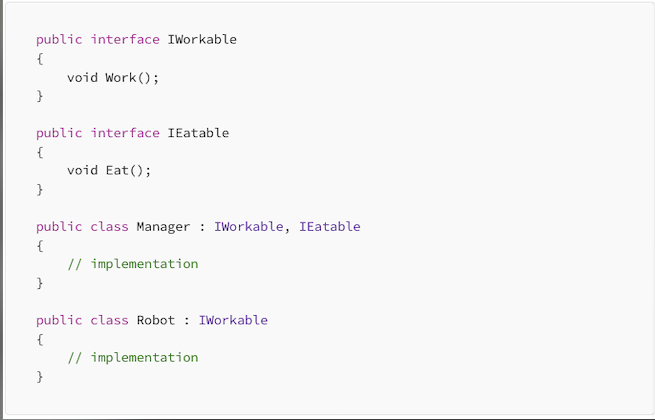 public interface IWorkable
{
    void Work();
}
public interface IEatable
{
    void Eat();
}
public class Manager : IWorkable, IEatable
{
    // implementation
}
public class Robot : IWorkable
{
    // implementation
}